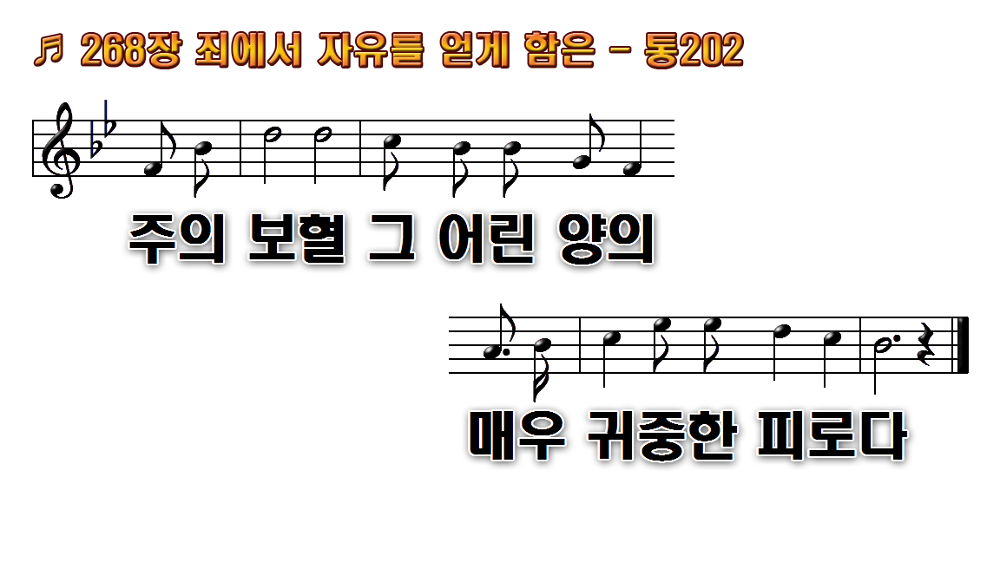 ♬ 268장 죄에서 자유를 얻게 함은 - 통202
주의 보혈 그 어린 양의
매우 귀중한 피로다